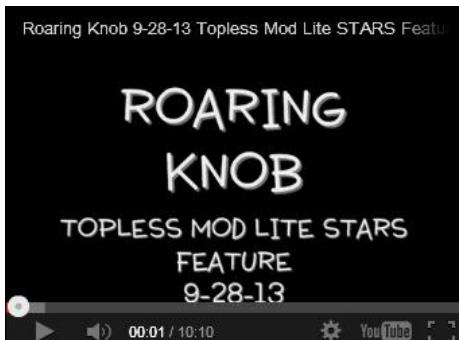 Roaring Knob 9-28-13 Topless Mod Lite STARS Featu
ROARING
KNOB
TOPLESS MOD LITE STARS
FEATURE
9-28-13
00:01 / 10:10 YouTube